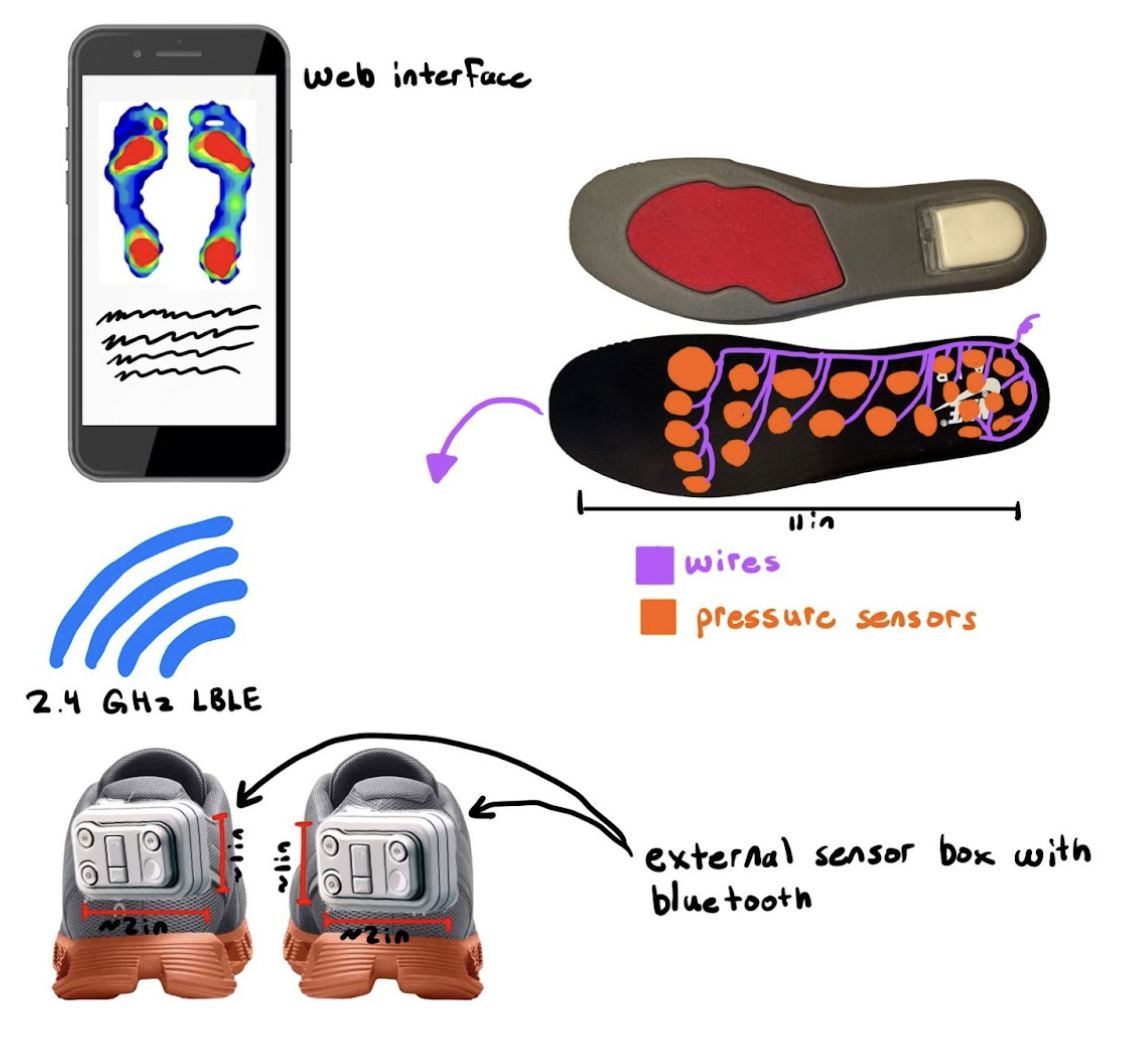 web interface
11in
wires
pressure sensors
2.4 GHz LBLE
~1in
~1in
~2in
~2in
external sensor box with
bluetooth